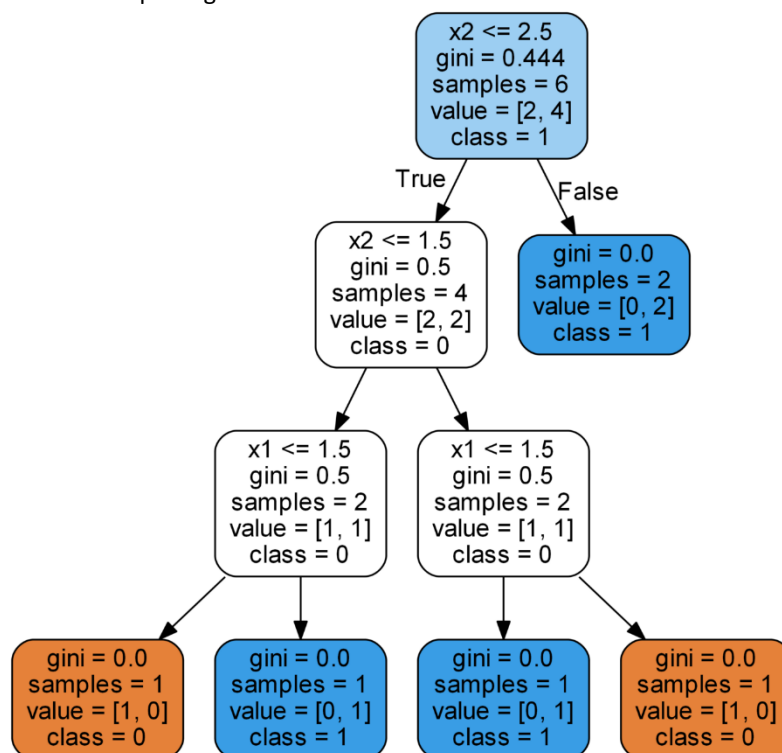 x2 <= 2.5
gini = 0.444
samples = 6
value = [2, 4]
class = 1
True
False
x2 <= 1.5
gini = 0.5
samples = 4
value = [2, 2]
class = 0
gini = 0.0
samples = 2
value = [0, 2]
class = 1
x1 <= 1.5
gini = 0.5
samples = 2
value = [1, 1]
class = 0
x1 <= 1.5
gini = 0.5
samples = 2
value = [1, 1]
class = 0
gini = 0.0
samples = 1
value = [1, 0]
class = 0
gini = 0.0
samples = 1
value = [0, 1]
class = 1
gini = 0.0
samples = 1
value = [0, 1]
class = 1
gini = 0.0
samples = 1
value = [1, 0]
class = 0